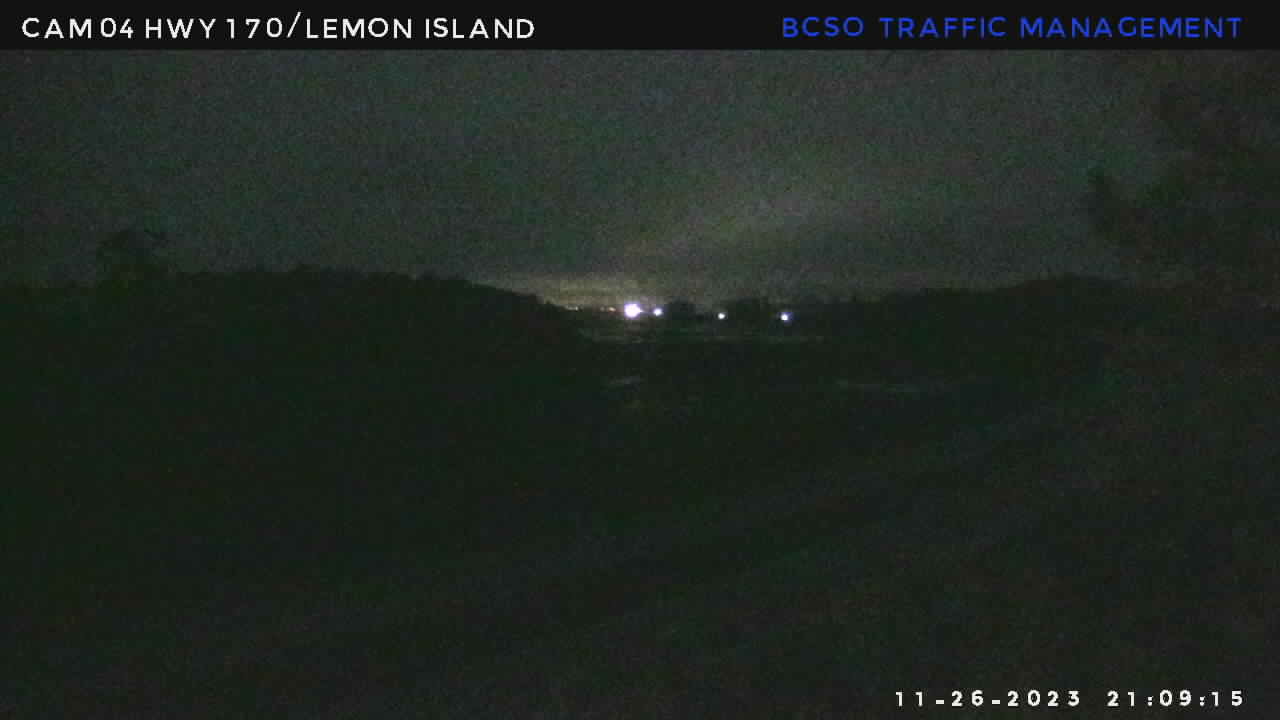 CAM04 HWY 170/LEMON ISLAND
BCSO TRAFFIC MANAGEMENT
11-26-2023 21:09:15